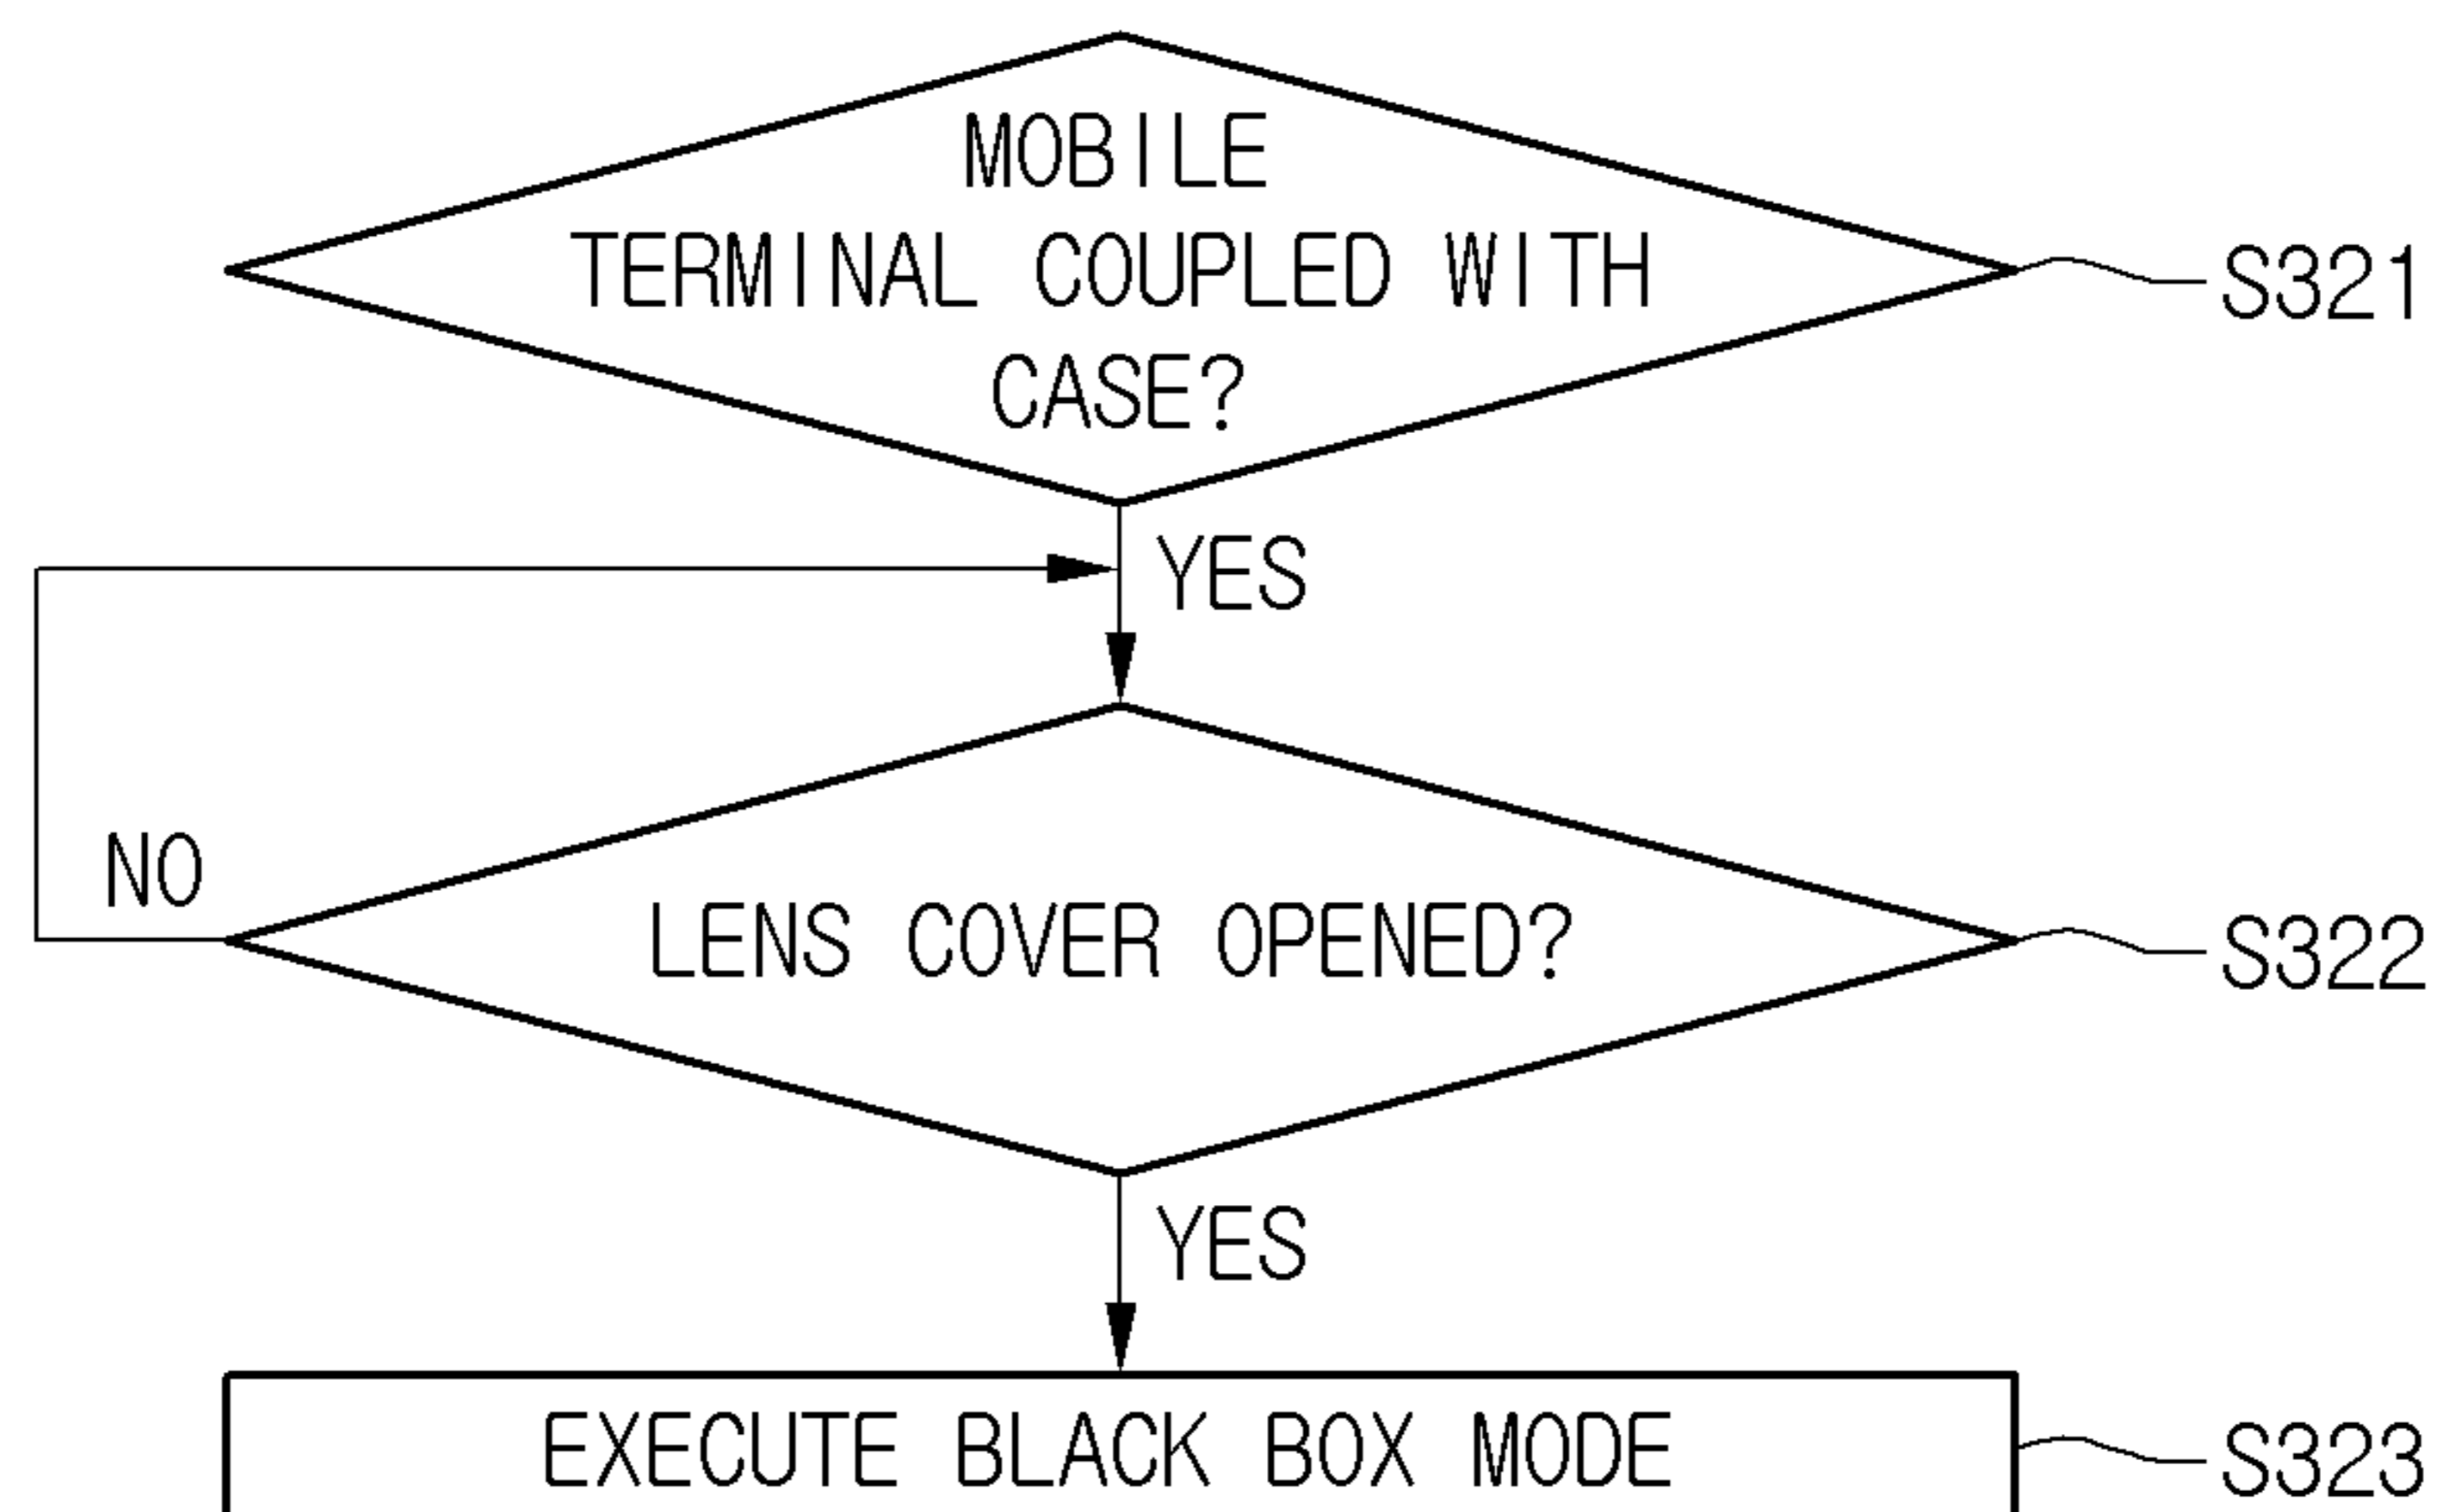 MOBILE
TERMINAL COUPLED WITH
CASE?
S321
YES
NO
LENS COVER OPENED?
S322
YES
EXECUTE BLACK BOX MODE
S323